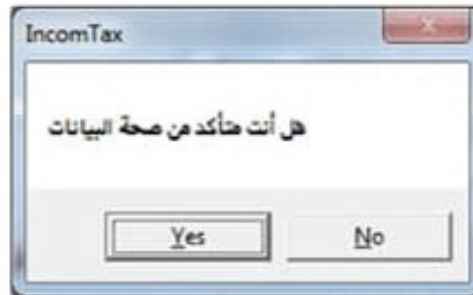 IncomTax
هل أنت متأكد من صحة البيانات
Yes
No